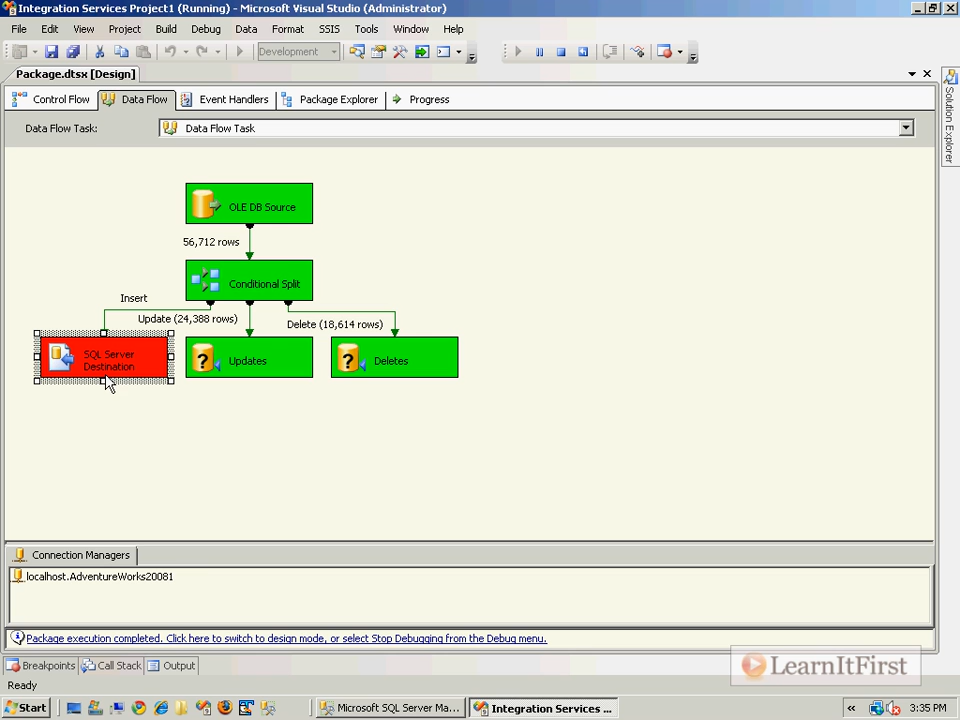 Integration Services Project1 (Running) - Microsoft Visual Studio (Administrator)
File Edit View Project Build Debug Data Format SSIS Tools Window Help
Development
Package.dtsx [Design]
Control Flow Data Flow Event Handlers Package Explorer Progress
Data Flow Task: Data Flow Task
Solution Explorer
OLE DB Source
56,712 rows
Conditional Split
Insert
Update (24,388 rows)
Delete (18,614 rows)
SQL Server
Destination
Updates
Deletes
Connection Managers
localhost.AdventureWorks20081
Package execution completed. Click here to switch to design mode, or select Stop Debugging from the Debug menu.
Breakpoints Call Stack Output
LearnItFirst
Ready
Start Microsoft SQL Server Ma... Integration Services ... « 3:35 PM